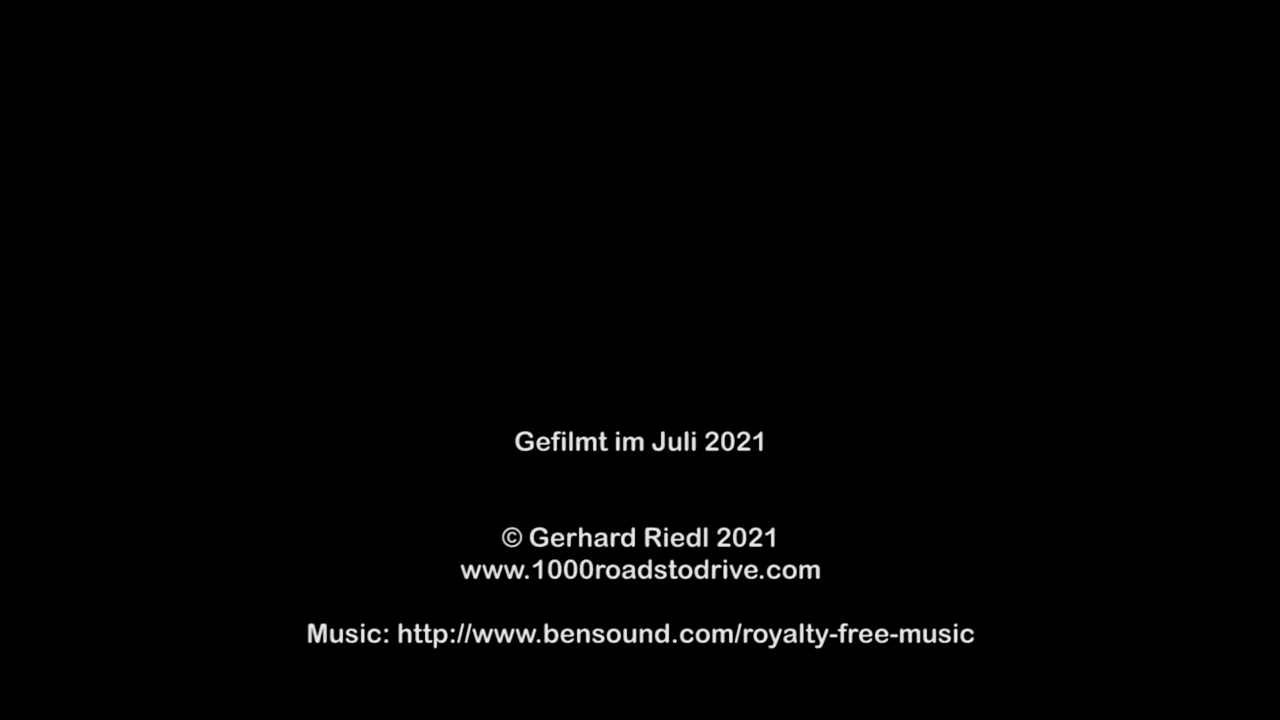 Gefilmt im Juli 2021
© Gerhard Riedl 2021
www.1000roadstodrive.com
Music: http://www.bensound.com/royalty-free-music